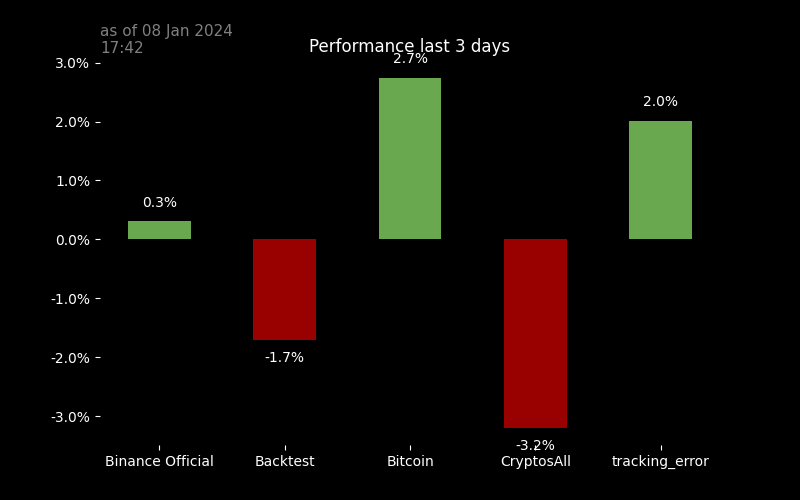 as of 08 Jan 2024
17:42
Performance last 3 days
3.0%
2.0%
1.0%
0.0%
-1.0%
-2.0%
-3.0%
0.3%
-1.7%
2.7%
-3.2%
2.0%
Binance Official
Backtest
Bitcoin
CryptosAll
tracking_error